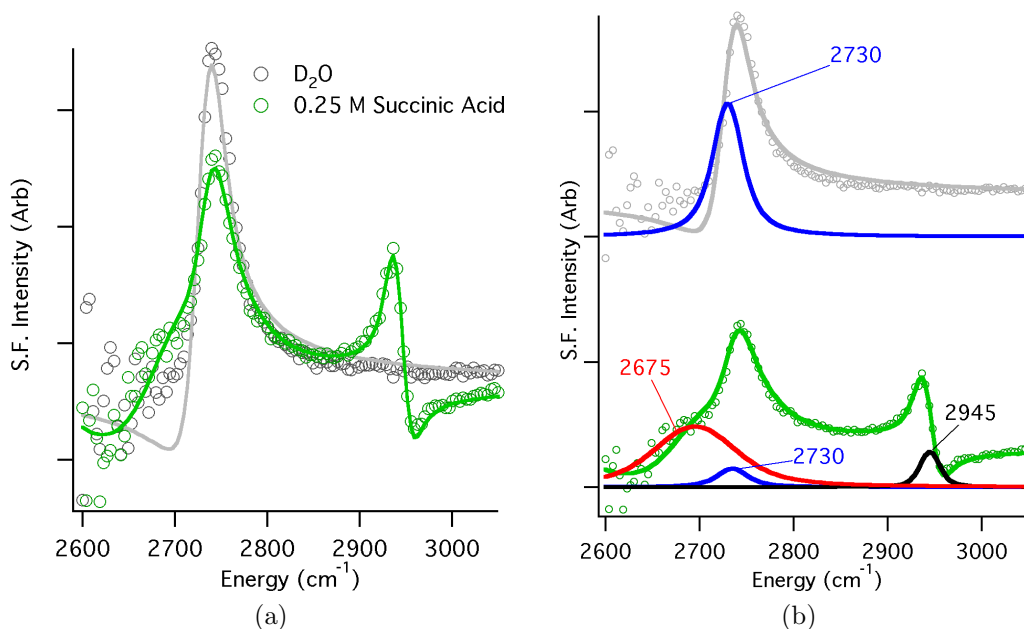 S.F. Intensity (Arb)
D₂O
0.25 M Succinic Acid
2600 2700 2800 2900 3000
Energy (cm⁻¹)
(a)
S.F. Intensity (Arb)
2730
2675
2730
2945
2600 2700 2800 2900 3000
Energy (cm⁻¹)
(b)